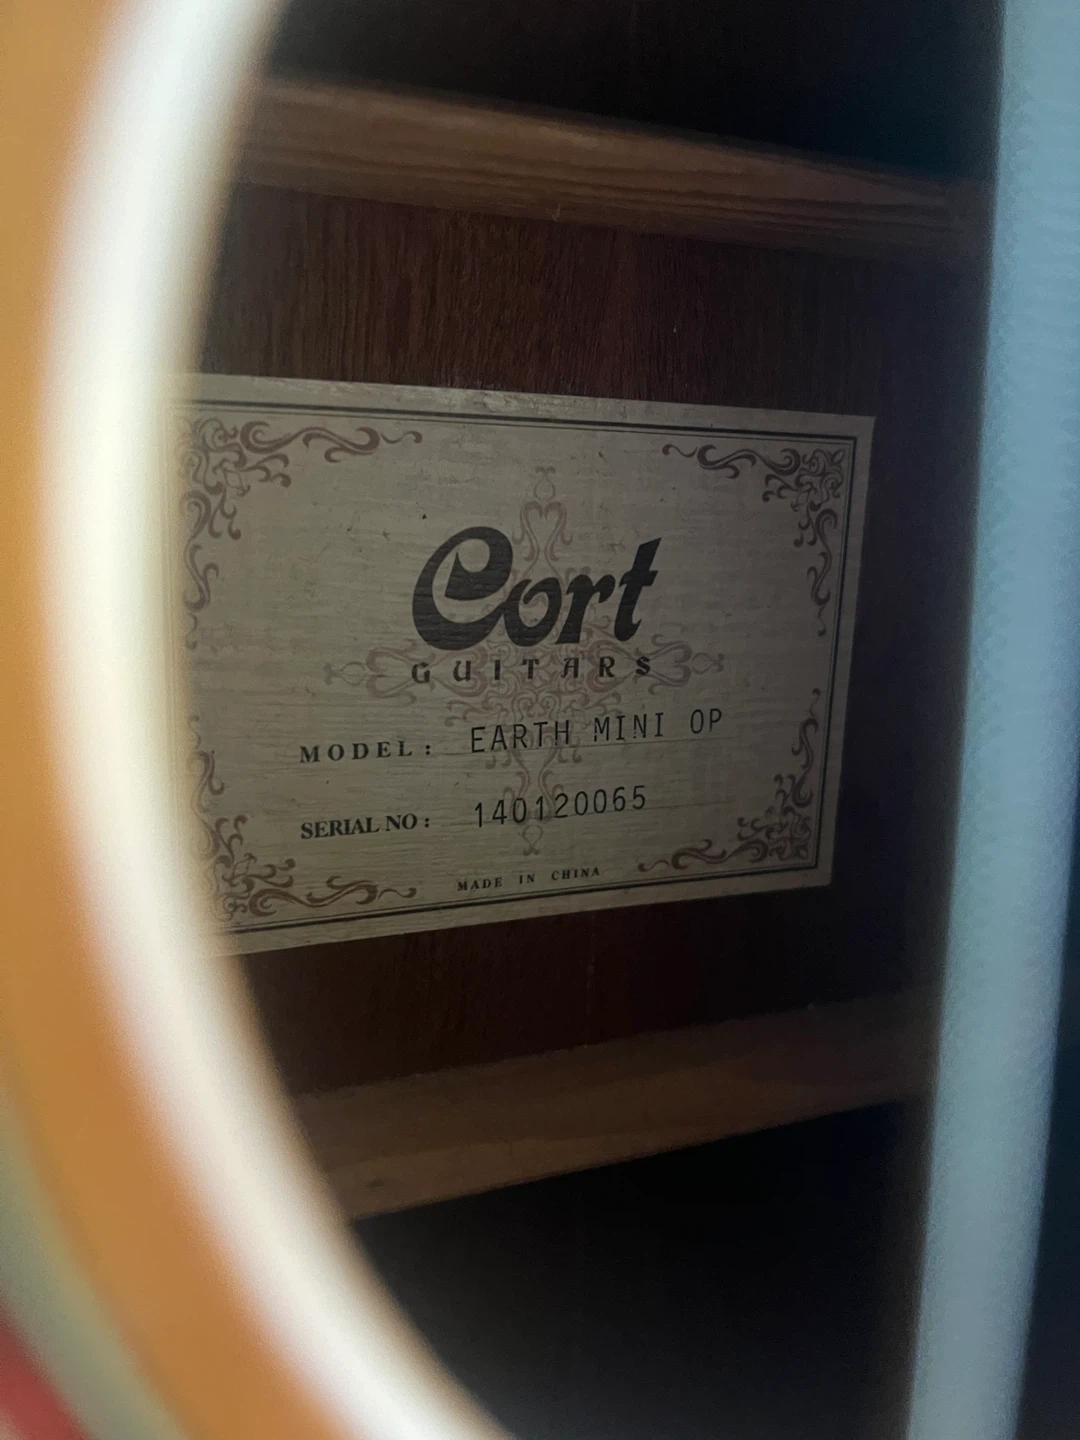 Cort
GUITARS
MODEL: EARTH MINI OP
SERIAL NO: 140120065
MADE IN CHINA